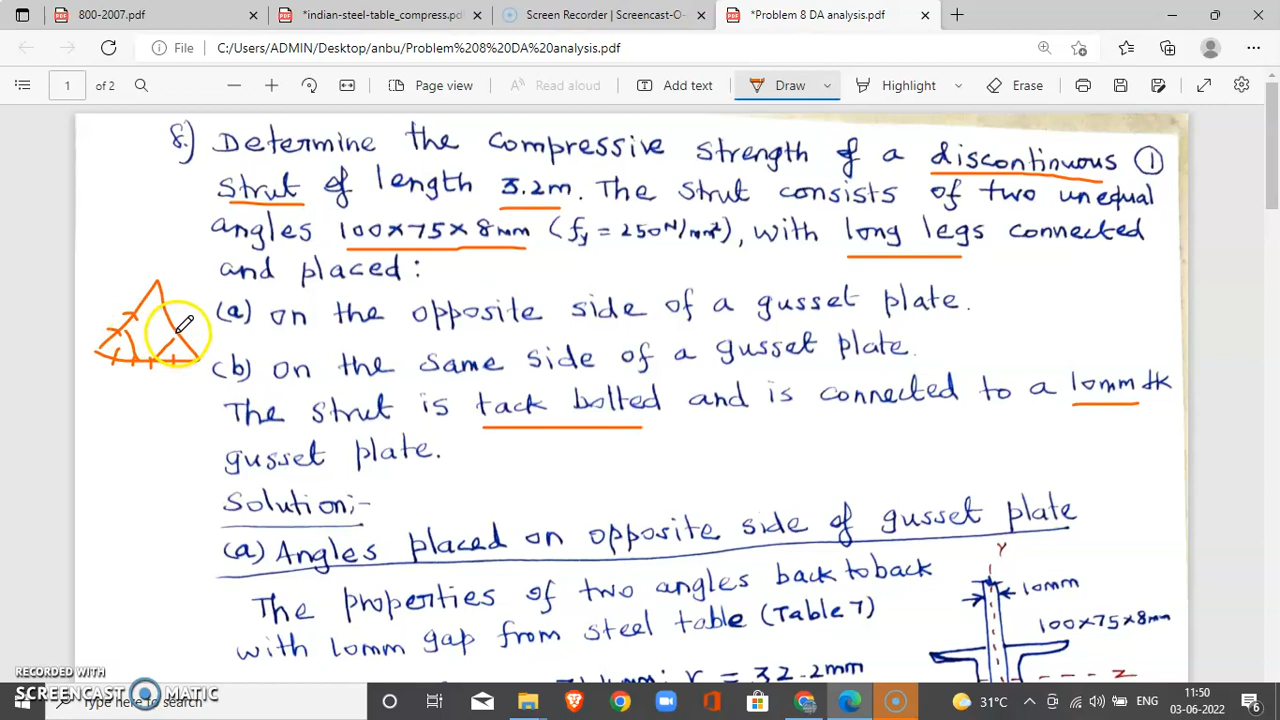 800-2007.pdf
*indian-steel-table_compress.pdf
Screen Recorder | Screencast-O-
*Problem 8 DA analysis.pdf
File
C:/Users/ADMIN/Desktop/anbu/Problem%208%20DA%20analysis.pdf
1 of 2
Page view
Read aloud
Add text
Draw
Highlight
Erase
8.) Determine the compressive strength of a discontinuous ①
strut of length 3.2m. The strut consists of two unequal
angles 100×75×8mm (fy = 250 N/mm²), with long legs connected
and placed:
(a) on the opposite side of a gusset plate.
(b) on the same side of a gusset plate.
The strut is tack bolted and is connected to a 10mm tk
gusset plate.
Solution:-
(a) Angles placed on opposite side of gusset plate
The properties of two angles back to back
with 10mm gap from steel table (Table 7)
Y
10mm
100×75×8mm
r = 32.2mm
Z
RECORDED WITH
SCREENCAST MATIC
Type here to search
31°C
ENG
11:50
03-06-2022
6